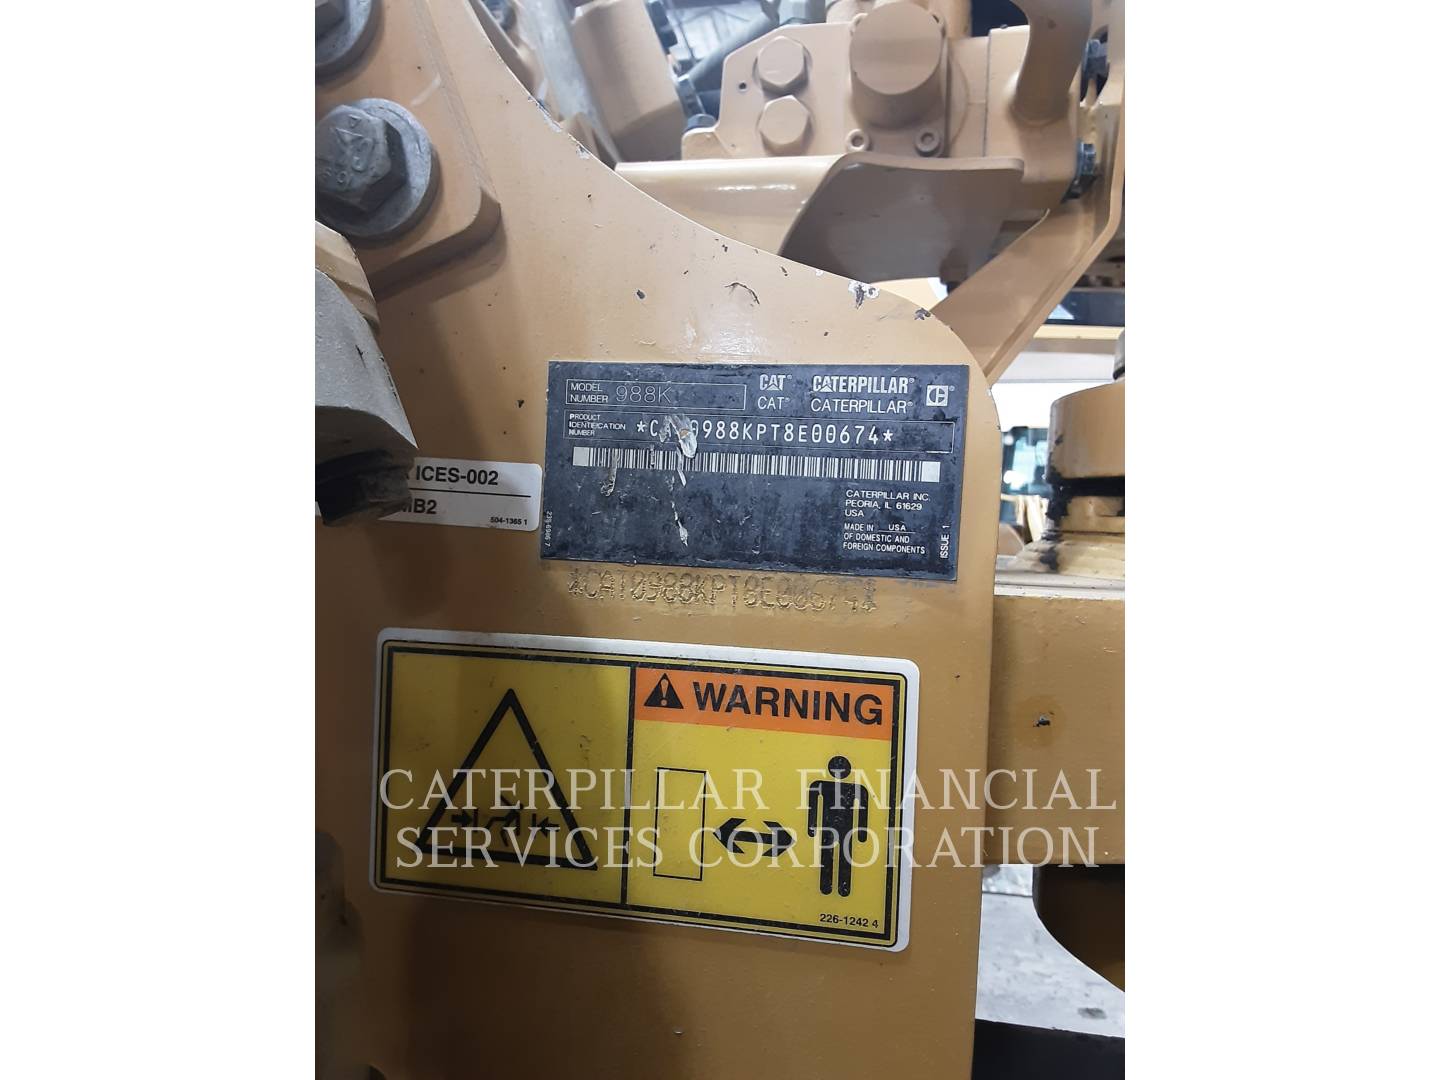 MODEL
NUMBER 988K
CAT® CATERPILLAR®
CAT® CATERPILLAR®
PRODUCT
IDENTIFICATION
NUMBER
*CAT0988KPT8E00674*
CATERPILLAR INC.
PEORIA, IL 61629
USA
MADE IN USA
OF DOMESTIC AND
FOREIGN COMPONENTS
ISSUE 1
ICES-002
MB2
504-1365 1
*CAT0988KPT8E00674*
WARNING
226-1242 4
CATERPILLAR FINANCIAL
SERVICES CORPORATION